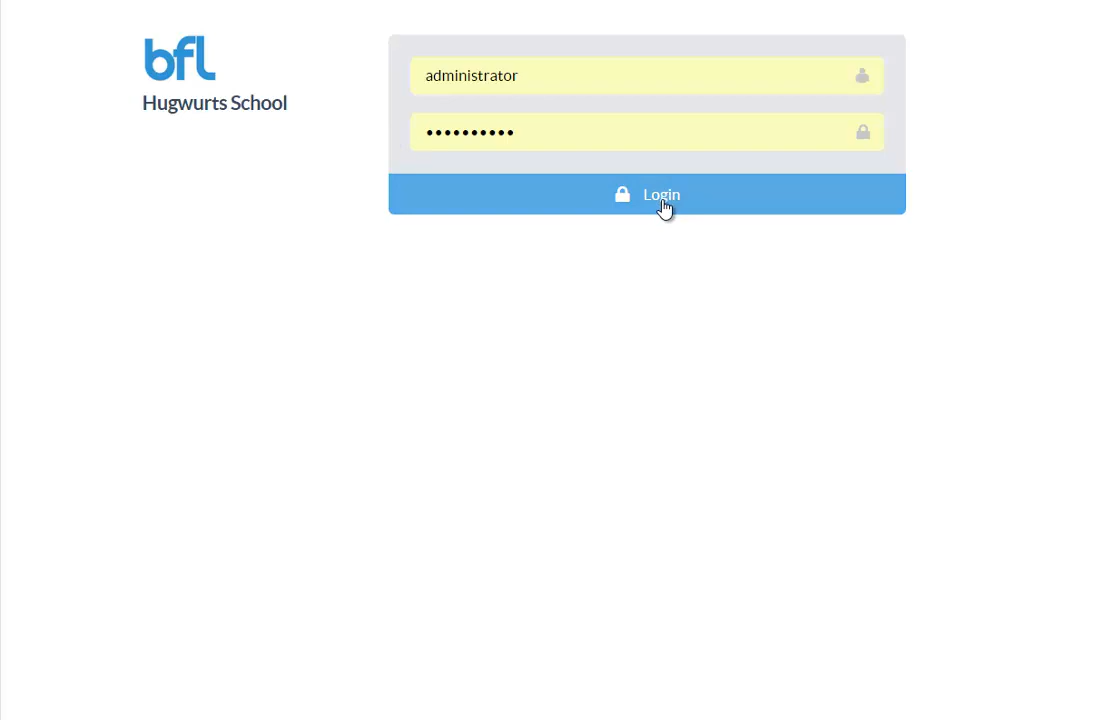 bfl
Hugwurts School
administrator
••••••••••
Login